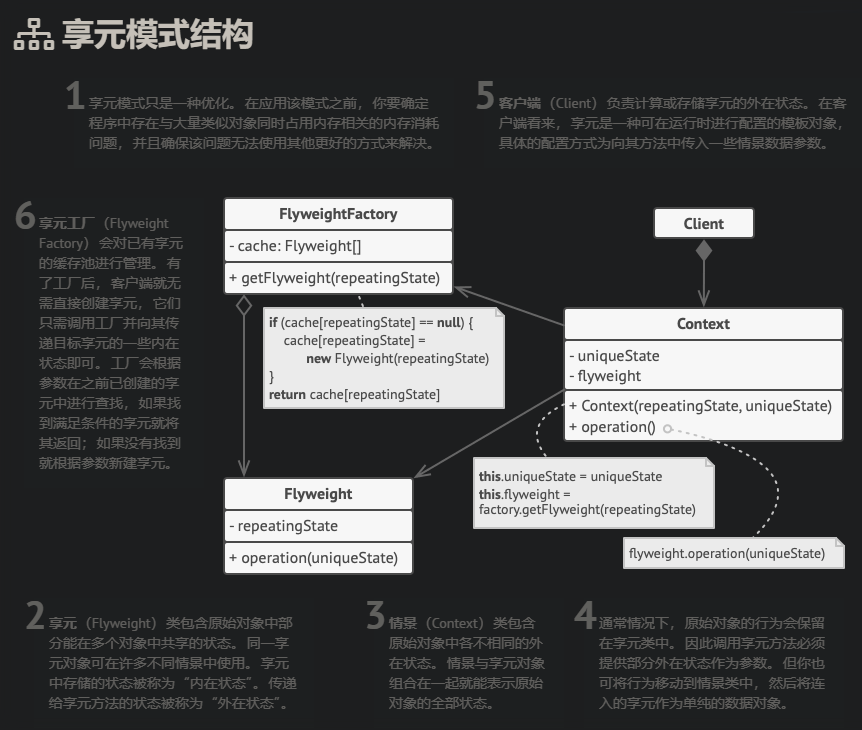 享元模式结构
1
享元模式只是一种优化。 在应用该模式之前， 你要确定
程序中存在与大量类似对象同时占用内存相关的内存消耗
问题， 并且确保该问题无法使用其他更好的方式来解决。
5
客户端 （Client） 负责计算或存储享元的外在状态。 在客
户端看来， 享元是一种可在运行时进行配置的模板对象，
具体的配置方式为向其方法中传入一些情景数据参数。
6
享元工厂 （Flyweight
Factory） 会对已有享元
的缓存池进行管理。 有
了工厂后， 客户端就无
需直接创建享元， 它们
只需调用工厂并向其传
递目标享元的一些内在
状态即可。 工厂会根据
参数在之前已创建的享
元中进行查找， 如果找
到满足条件的享元就将
其返回； 如果没有找到
就根据参数新建享元。
FlyweightFactory
- cache: Flyweight[]
+ getFlyweight(repeatingState)
if (cache[repeatingState] == null) {
cache[repeatingState] =
new Flyweight(repeatingState)
}
return cache[repeatingState]
Client
Context
- uniqueState
- flyweight
+ Context(repeatingState, uniqueState)
+ operation()
this.uniqueState = uniqueState
this.flyweight =
factory.getFlyweight(repeatingState)
flyweight.operation(uniqueState)
Flyweight
- repeatingState
+ operation(uniqueState)
2
享元 （Flyweight） 类包含原始对象中部
分能在多个对象中共享的状态。 同一享
元对象可在许多不同情景中使用。 享元
中存储的状态被称为 “内在状态”。 传递
给享元方法的状态被称为 “外在状态”。
3
情景 （Context） 类包含
原始对象中各不相同的外
在状态。 情景与享元对象
组合在一起就能表示原始
对象的全部状态。
4
通常情况下， 原始对象的行为会保留
在享元类中。 因此调用享元方法必须
提供部分外在状态作为参数。 但你也
可将行为移动到情景类中， 然后将连
入的享元作为单纯的数据对象。